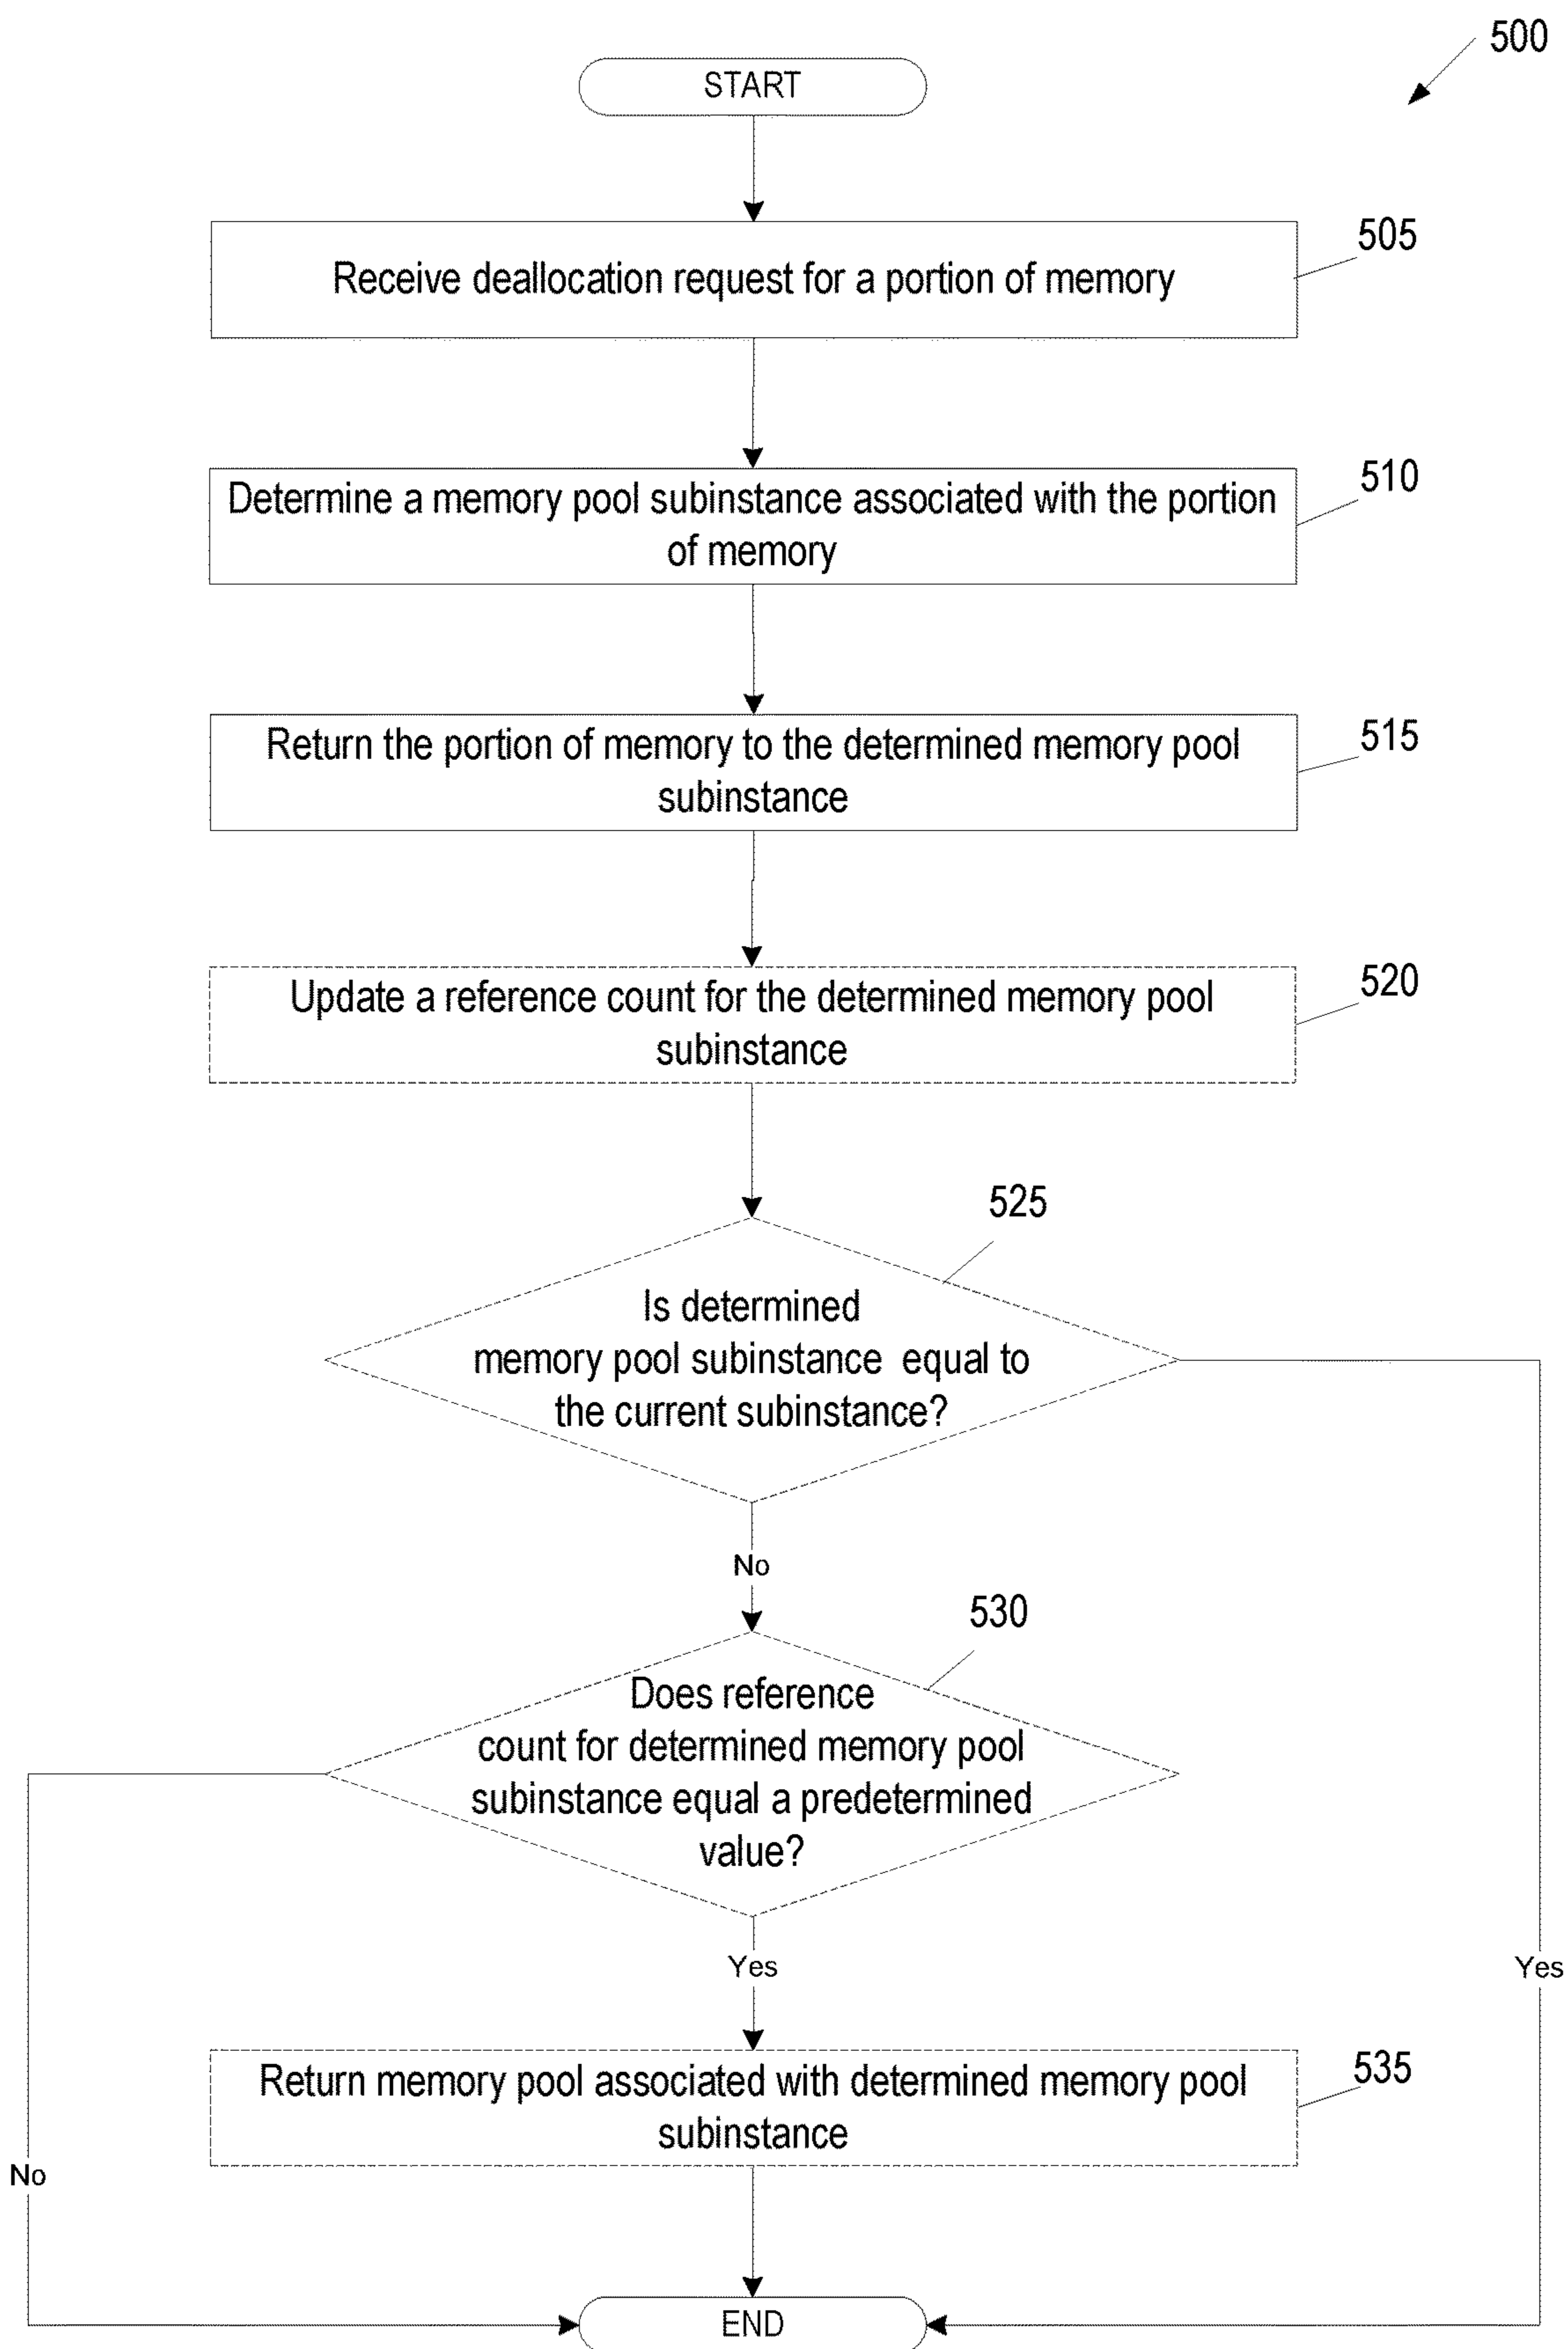 500
START
505
Receive deallocation request for a portion of memory
510
Determine a memory pool subinstance associated with the portion
of memory
515
Return the portion of memory to the determined memory pool
subinstance
520
Update a reference count for the determined memory pool
subinstance
525
Is determined
memory pool subinstance equal to
the current subinstance?
No
530
Does reference
count for determined memory pool
subinstance equal a predetermined
value?
Yes
Yes
535
Return memory pool associated with determined memory pool
subinstance
No
END